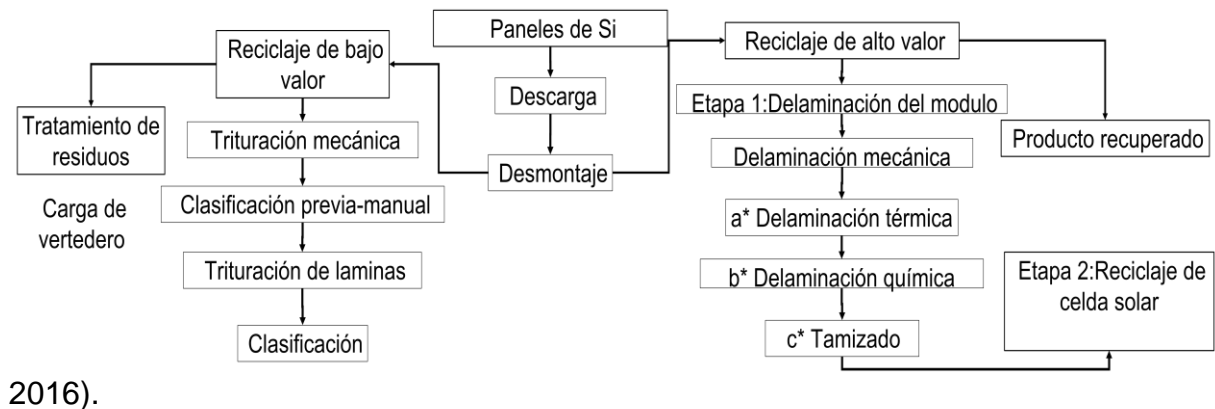 Paneles de Si
Descarga
Desmontaje
Reciclaje de bajo
valor
Tratamiento de
residuos
Carga de
vertedero
Trituración mecánica
Clasificación previa-manual
Trituración de laminas
Clasificación
Reciclaje de alto valor
Etapa 1:Delaminación del modulo
Delaminación mecánica
a* Delaminación térmica
b* Delaminación química
c* Tamizado
Producto recuperado
Etapa 2:Reciclaje de
celda solar
2016).